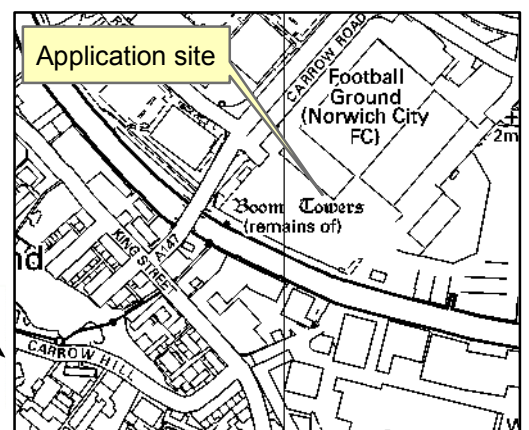 Application site
CARROW ROAD
Football
Ground
(Norwich City
FC)
2m
Boom Towers
(remains of)
A147
KING STREET
nd
CARROW HILL
W